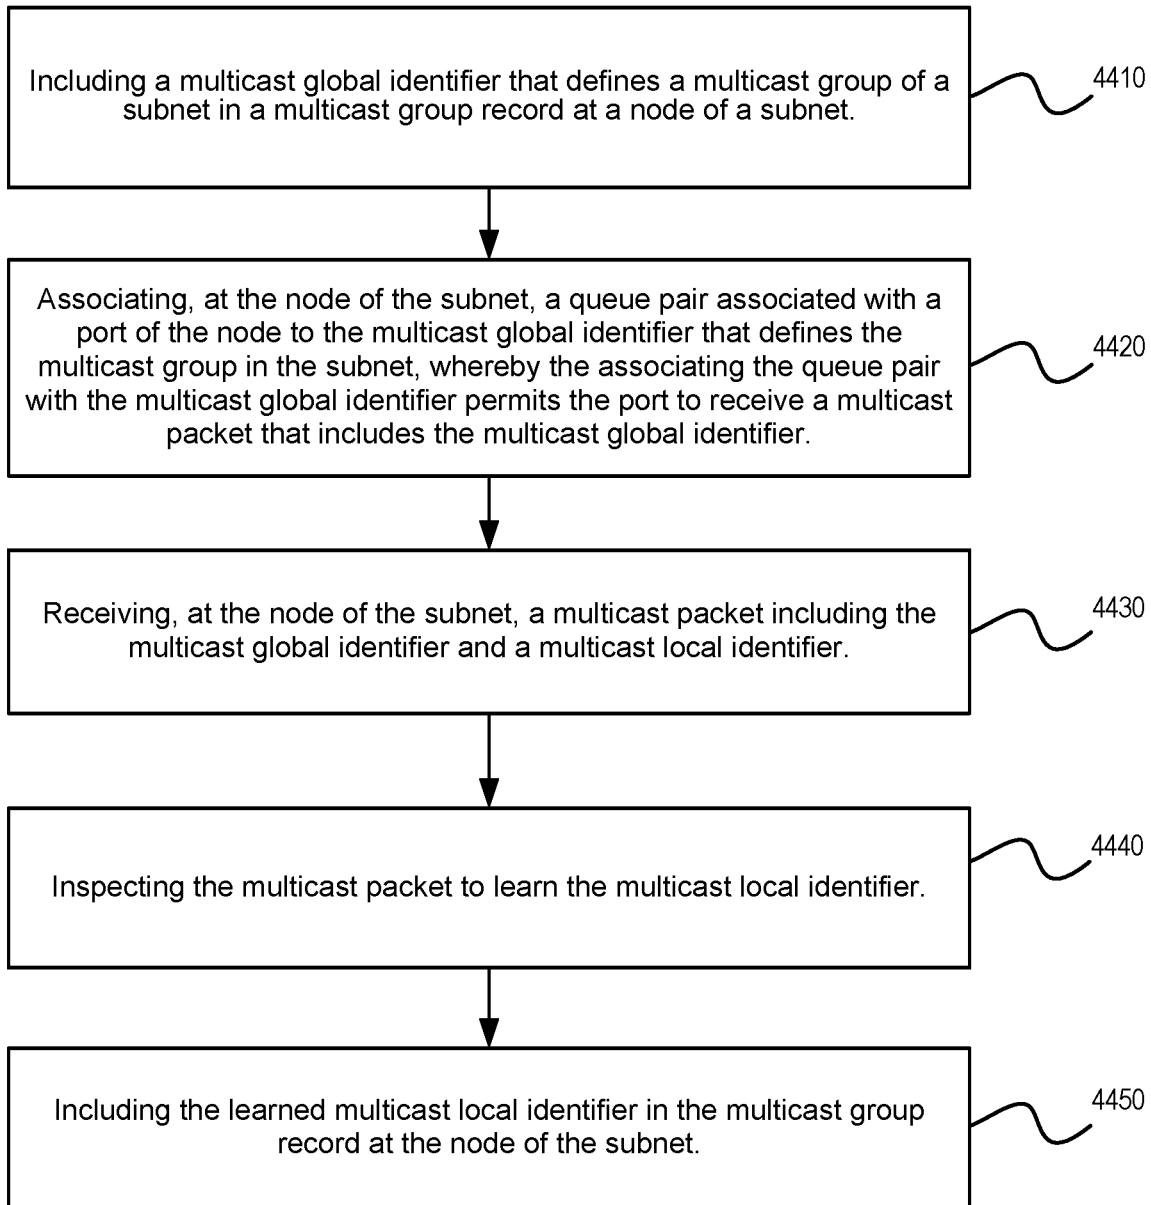 Including a multicast global identifier that defines a multicast group of a
subnet in a multicast group record at a node of a subnet.
4410
Associating, at the node of the subnet, a queue pair associated with a
port of the node to the multicast global identifier that defines the
multicast group in the subnet, whereby the associating the queue pair
with the multicast global identifier permits the port to receive a multicast
packet that includes the multicast global identifier.
4420
Receiving, at the node of the subnet, a multicast packet including the
multicast global identifier and a multicast local identifier.
4430
Inspecting the multicast packet to learn the multicast local identifier.
4440
Including the learned multicast local identifier in the multicast group
record at the node of the subnet.
4450